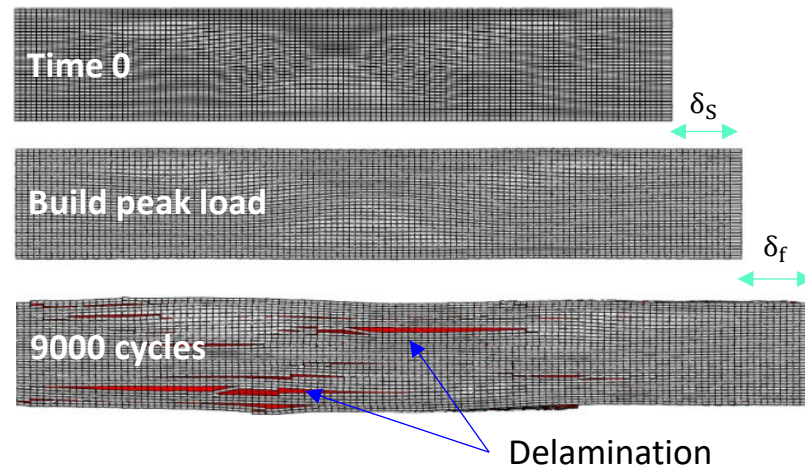 Time 0
δs
Build peak load
δf
9000 cycles
Delamination